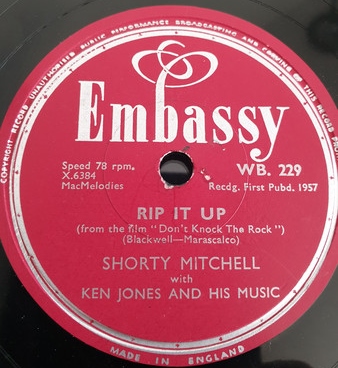 COPYRIGHT RECORD UNAUTHORISED PUBLIC PERFORMANCE BROADCASTING AND COPYING OF THIS RECORD
Embassy
Speed 78 rpm.
X.6384
MacMelodies
WB. 229
Recdg. First Pubd. 1957
RIP IT UP
(from the film "Don't Knock The Rock")
(Blackwell—Marascalco)
SHORTY MITCHELL
with
KEN JONES AND HIS MUSIC
MADE IN ENGLAND